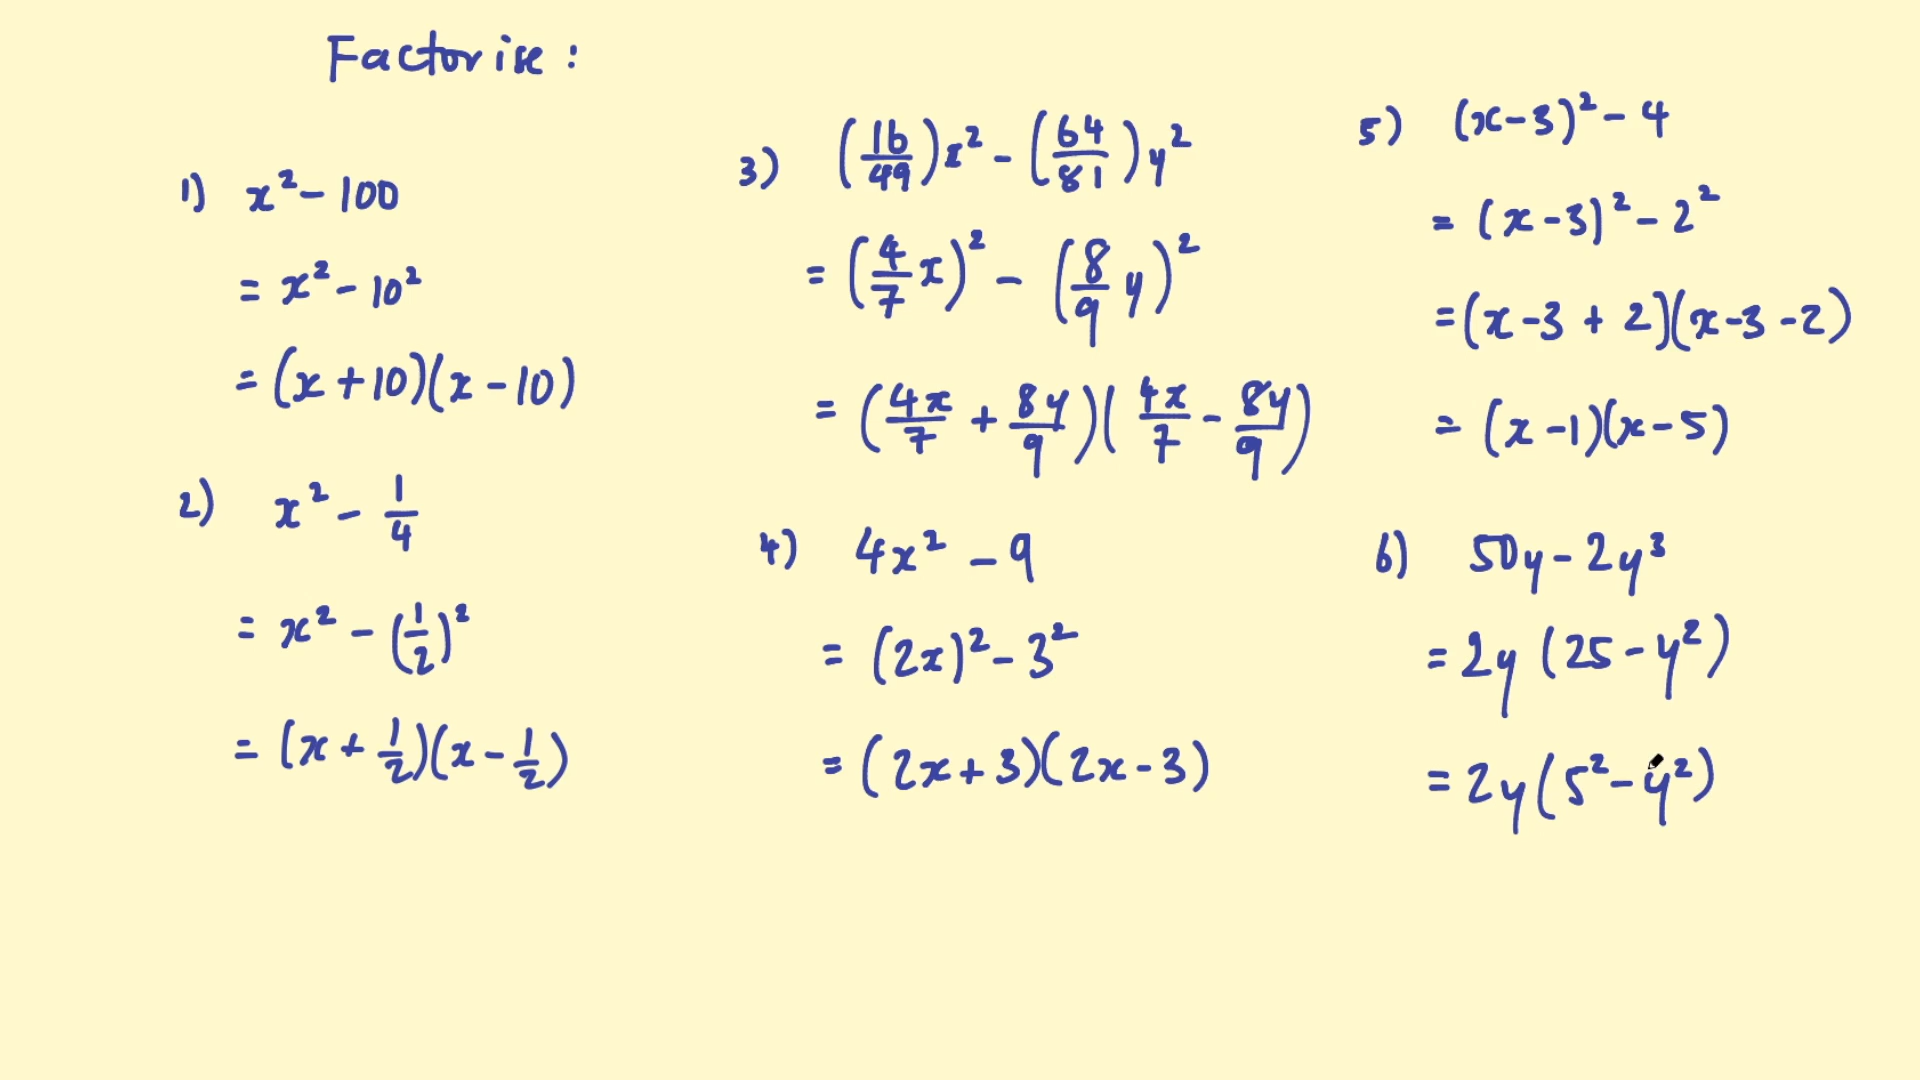 Factorise :
1) x² - 100
= x² - 10²
= (x + 10)(x - 10)
2) x² - 1/4
= x² - (1/2)²
= (x + 1/2)(x - 1/2)
3) (16/49)x² - (64/81)y²
= (4/7 x)² - (8/9 y)²
= (4x/7 + 8y/9)(4x/7 - 8y/9)
4) 4x² - 9
= (2x)² - 3²
= (2x + 3)(2x - 3)
5) (x - 3)² - 4
= (x - 3)² - 2²
= (x - 3 + 2)(x - 3 - 2)
= (x - 1)(x - 5)
6) 50y - 2y³
= 2y (25 - y²)
= 2y (5² - y²)